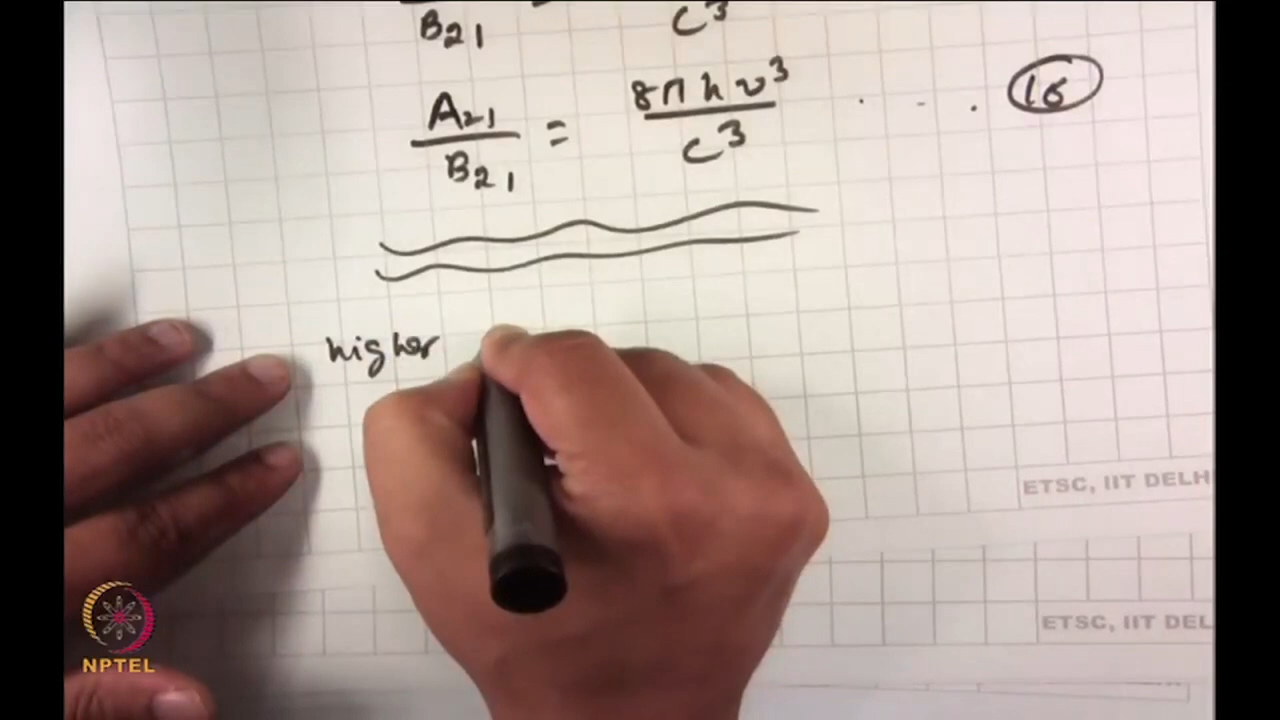 B21 = C³
A21/B21 = 8πhν³/C³ . . . 16
higher
ETSC, IIT DELH
ETSC, IIT DEL
NPTEL